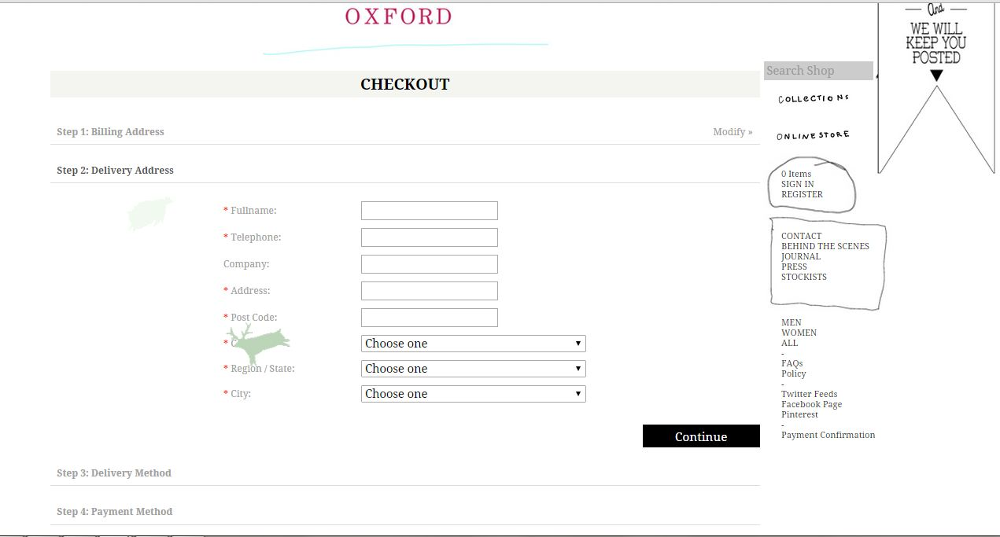 OXFORD
CHECKOUT
Step 1: Billing Address
Modify »
Step 2: Delivery Address
* Fullname:
* Telephone:
Company:
* Address:
* Post Code:
* C
Choose one
* Region / State:
Choose one
* City:
Choose one
Continue
Step 3: Delivery Method
Step 4: Payment Method
And
WE WILL
KEEP YOU
POSTED
Search Shop
COLLECTIONS
ONLINE STORE
0 Items
SIGN IN
REGISTER
CONTACT
BEHIND THE SCENES
JOURNAL
PRESS
STOCKISTS
MEN
WOMEN
ALL
-
FAQs
Policy
-
Twitter Feeds
Facebook Page
Pinterest
-
Payment Confirmation